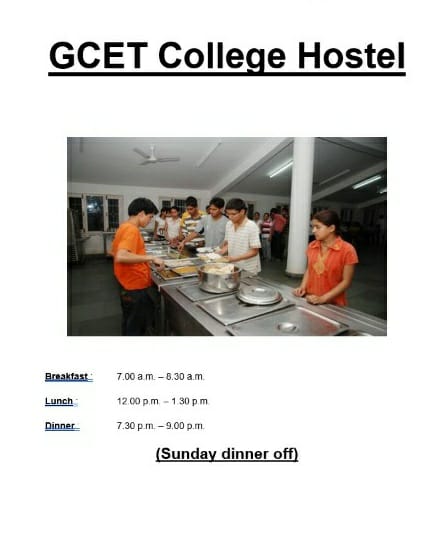 GCET College Hostel
Breakfast : 7.00 a.m. – 8.30 a.m.
Lunch : 12.00 p.m. – 1.30 p.m.
Dinner : 7.30 p.m. – 9.00 p.m.
(Sunday dinner off)